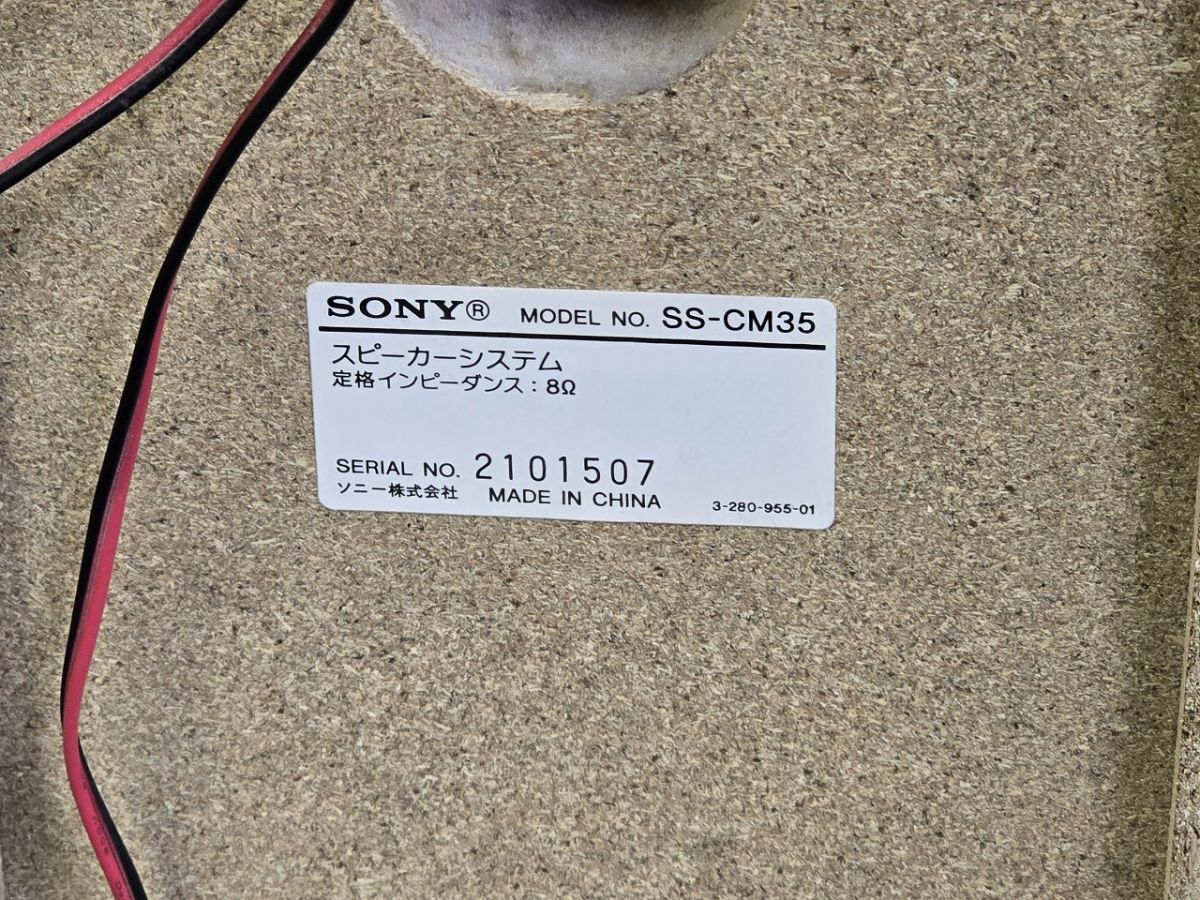 SONY® MODEL NO. SS-CM35
スピーカーシステム
定格インピーダンス：8Ω
SERIAL NO. 2101507
ソニー株式会社 MADE IN CHINA 3-280-955-01